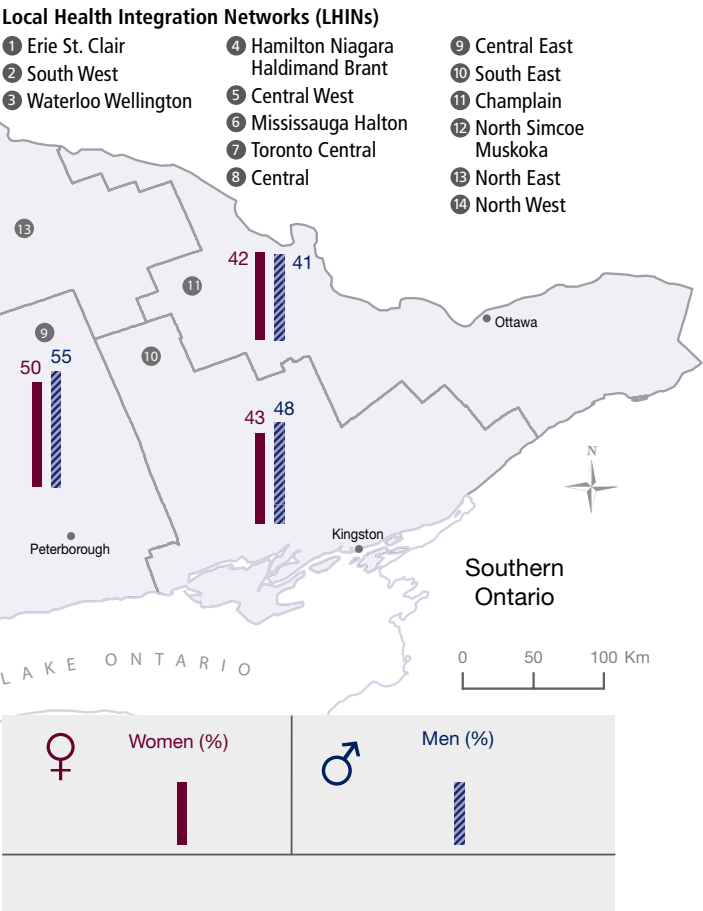 Local Health Integration Networks (LHINs)
1 Erie St. Clair
2 South West
3 Waterloo Wellington
4 Hamilton Niagara
Haldimand Brant
5 Central West
6 Mississauga Halton
7 Toronto Central
8 Central
9 Central East
10 South East
11 Champlain
12 North Simcoe
Muskoka
13 North East
14 North West
13
42
41
11
Ottawa
9
10
50
55
43
48
N
Kingston
Peterborough
Southern
Ontario
LAKE ONTARIO
0 50 100 Km
♀ Women (%)
♂ Men (%)